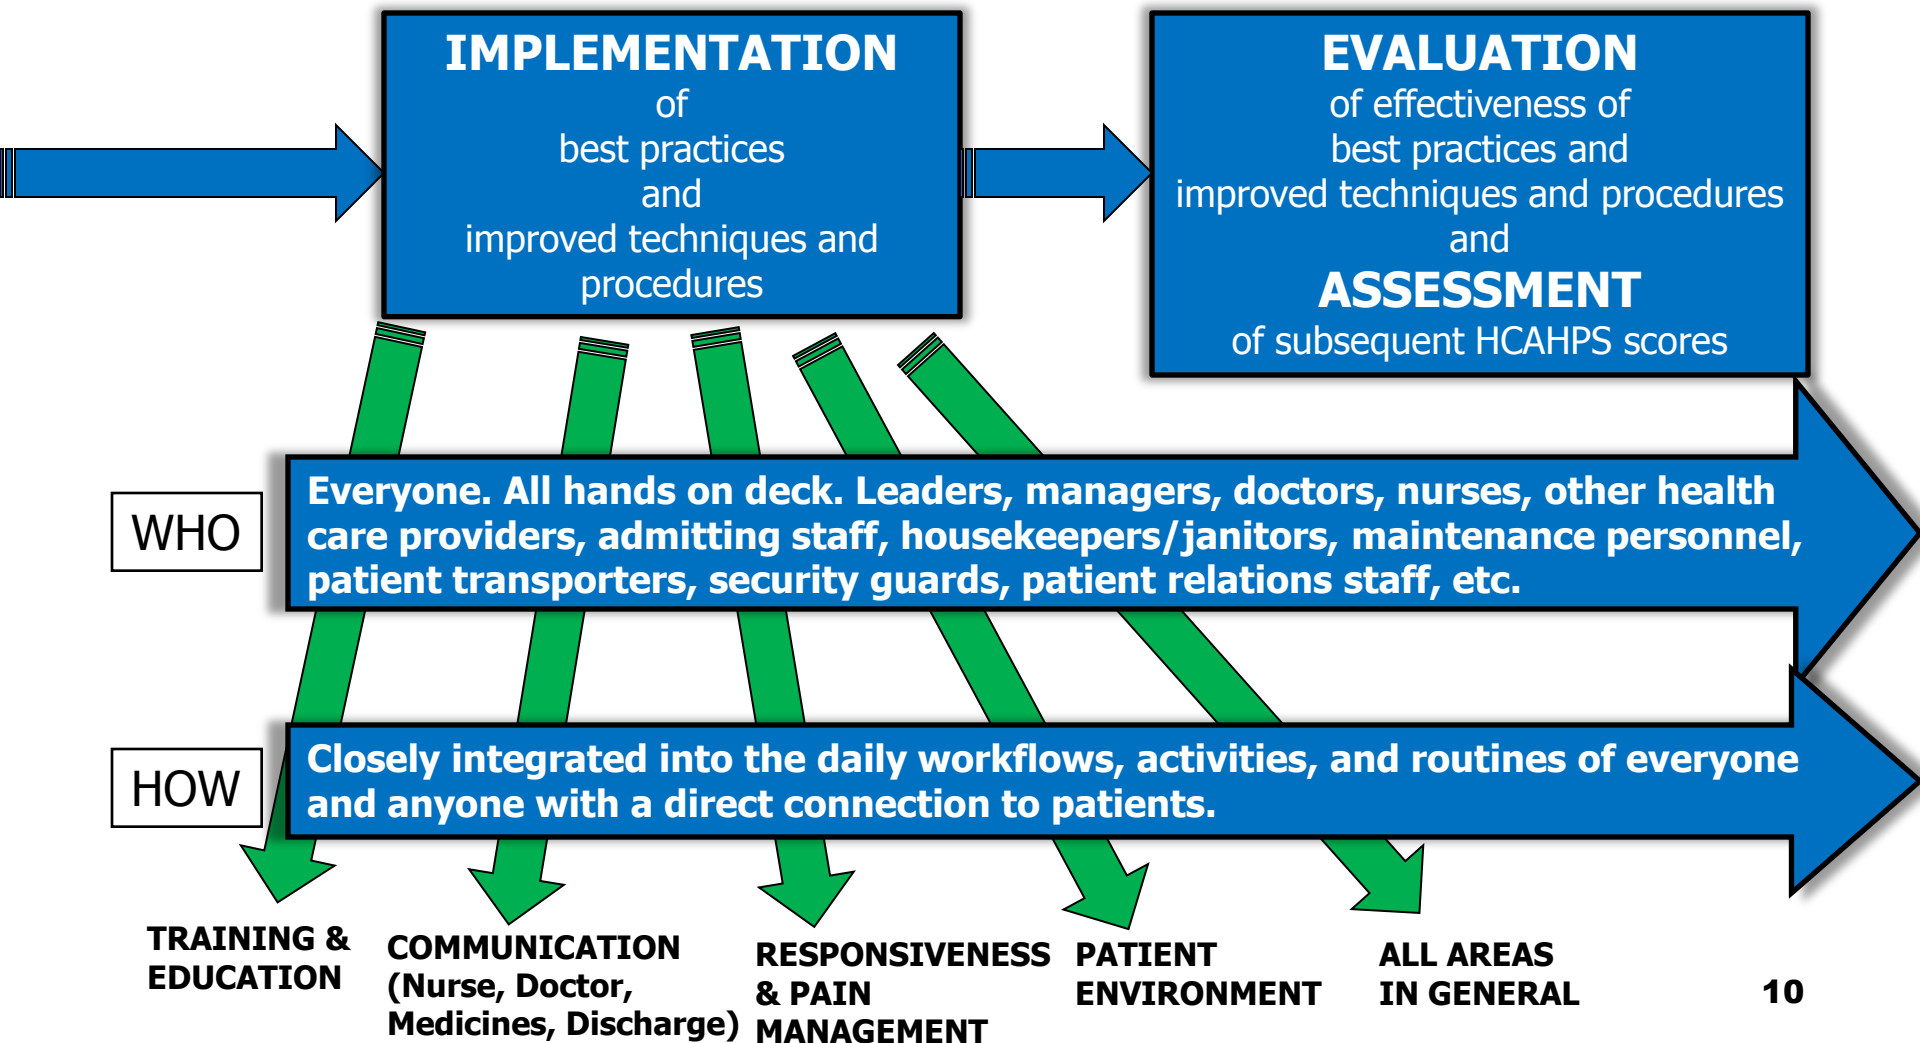 IMPLEMENTATION
of
best practices
and
improved techniques and
procedures
EVALUATION
of effectiveness of
best practices and
improved techniques and procedures
and
ASSESSMENT
of subsequent HCAHPS scores
WHO
Everyone. All hands on deck. Leaders, managers, doctors, nurses, other health
care providers, admitting staff, housekeepers/janitors, maintenance personnel,
patient transporters, security guards, patient relations staff, etc.
HOW
Closely integrated into the daily workflows, activities, and routines of everyone
and anyone with a direct connection to patients.
TRAINING &
EDUCATION
COMMUNICATION
(Nurse, Doctor,
Medicines, Discharge)
RESPONSIVENESS
& PAIN
MANAGEMENT
PATIENT
ENVIRONMENT
ALL AREAS
IN GENERAL
10